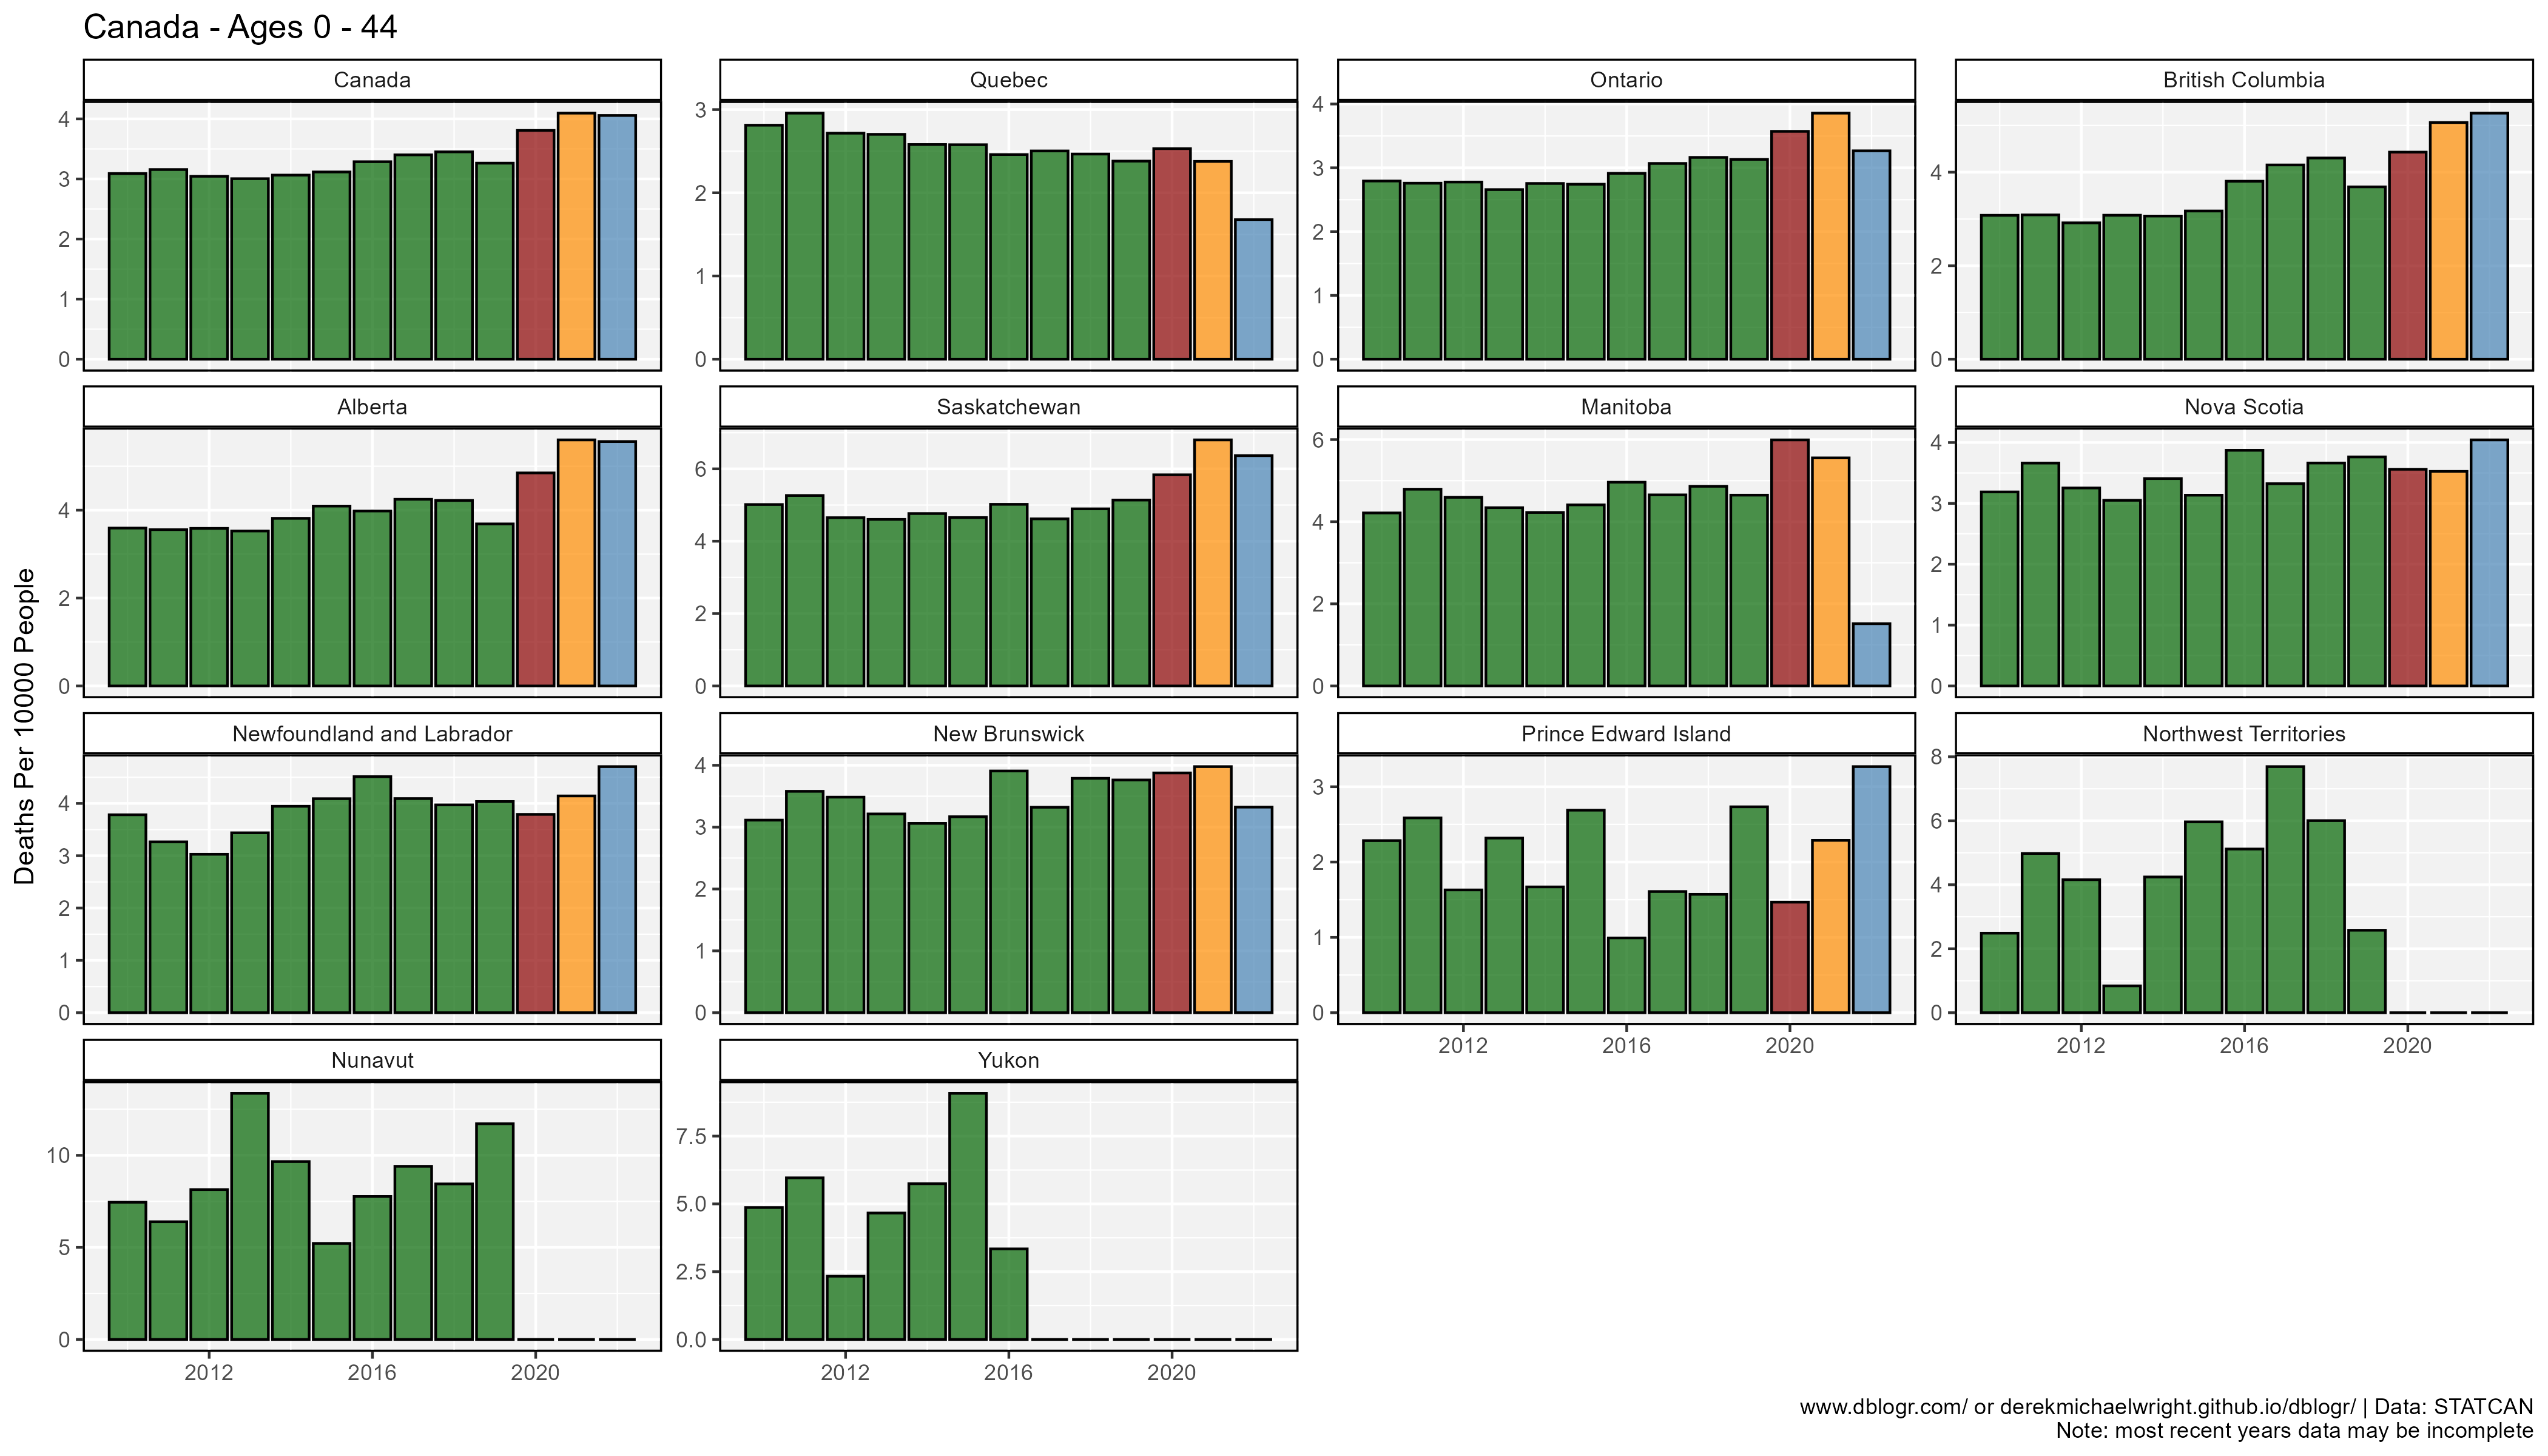 Canada - Ages 0 - 44
Deaths Per 10000 People
Canada
4
3
2
1
0
Quebec
3
2
1
0
Ontario
4
3
2
1
0
British Columbia
4
2
0
Alberta
4
2
0
Saskatchewan
6
4
2
0
Manitoba
6
4
2
0
Nova Scotia
4
3
2
1
0
Newfoundland and Labrador
4
3
2
1
0
New Brunswick
4
3
2
1
0
Prince Edward Island
3
2
1
0
2012 2016 2020
Northwest Territories
8
6
4
2
0
2012 2016 2020
Nunavut
10
5
0
2012 2016 2020
Yukon
7.5
5.0
2.5
0.0
2012 2016 2020
www.dblogr.com/ or derekmichaelwright.github.io/dblogr/ | Data: STATCAN
Note: most recent years data may be incomplete